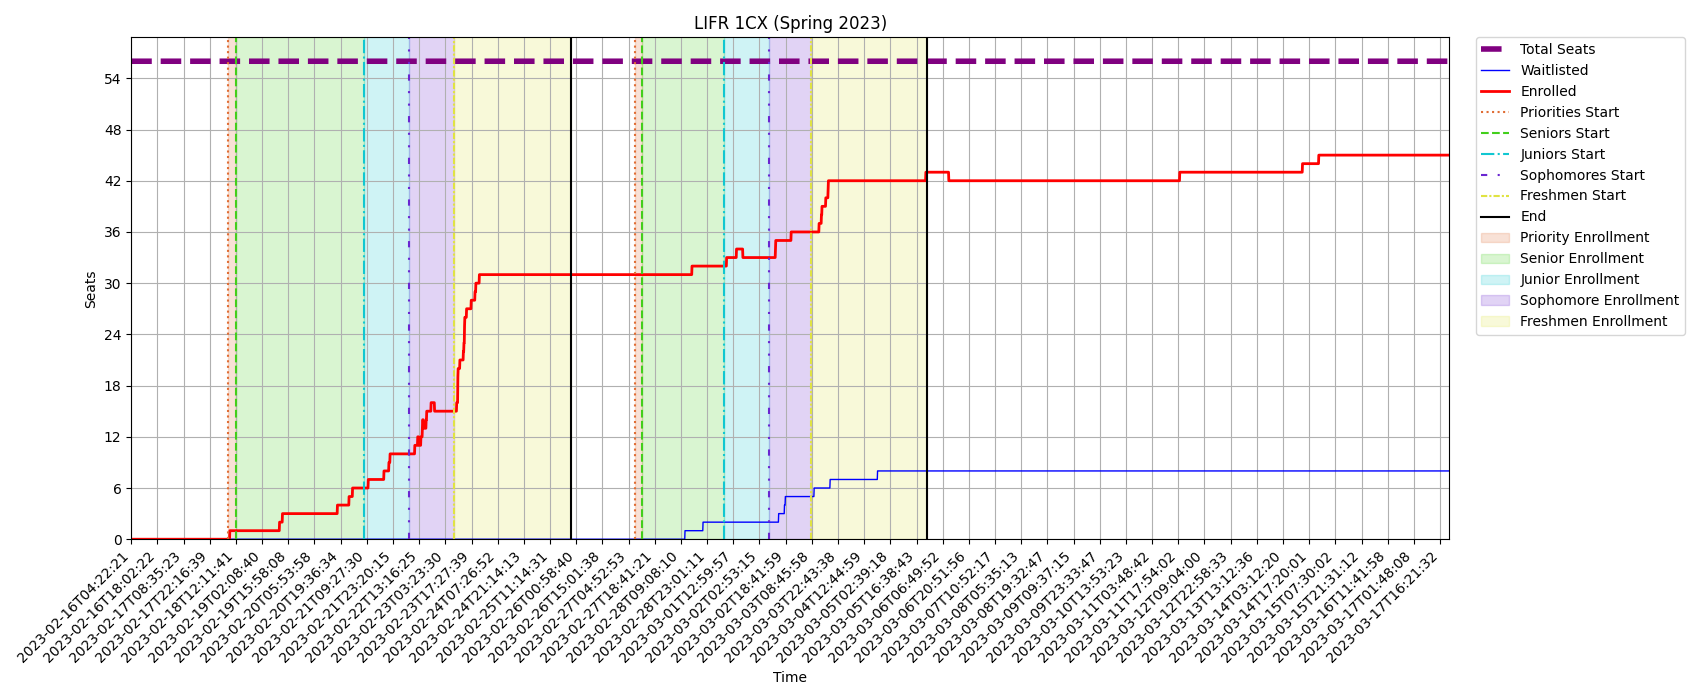 LIFR 1CX (Spring 2023)
Seats
54
48
42
36
30
24
18
12
6
0
2023-02-16T04:22:21
2023-02-16T18:02:22
2023-02-17T08:35:23
2023-02-17T22:16:39
2023-02-18T12:11:41
2023-02-19T02:08:40
2023-02-19T15:58:08
2023-02-20T05:53:58
2023-02-20T19:36:34
2023-02-21T09:27:30
2023-02-21T23:20:15
2023-02-22T13:16:25
2023-02-23T03:23:30
2023-02-23T17:27:39
2023-02-24T07:26:52
2023-02-24T21:14:13
2023-02-25T11:14:31
2023-02-26T00:58:40
2023-02-26T15:01:38
2023-02-27T04:52:53
2023-02-27T18:41:21
2023-02-28T09:08:10
2023-02-28T23:01:11
2023-03-01T12:59:57
2023-03-02T02:53:15
2023-03-02T18:41:59
2023-03-03T08:45:58
2023-03-03T22:43:38
2023-03-04T12:44:59
2023-03-05T02:39:18
2023-03-05T16:38:43
2023-03-06T06:49:52
2023-03-06T20:51:56
2023-03-07T10:52:17
2023-03-08T05:35:13
2023-03-08T19:32:47
2023-03-09T09:37:15
2023-03-09T23:33:47
2023-03-10T13:53:23
2023-03-11T03:48:42
2023-03-11T17:54:02
2023-03-12T09:04:00
2023-03-12T22:58:33
2023-03-13T13:12:36
2023-03-14T03:12:20
2023-03-14T17:20:01
2023-03-15T07:30:02
2023-03-15T21:31:12
2023-03-16T11:41:58
2023-03-17T01:48:08
2023-03-17T16:21:32
Time
Total Seats
Waitlisted
Enrolled
Priorities Start
Seniors Start
Juniors Start
Sophomores Start
Freshmen Start
End
Priority Enrollment
Senior Enrollment
Junior Enrollment
Sophomore Enrollment
Freshmen Enrollment